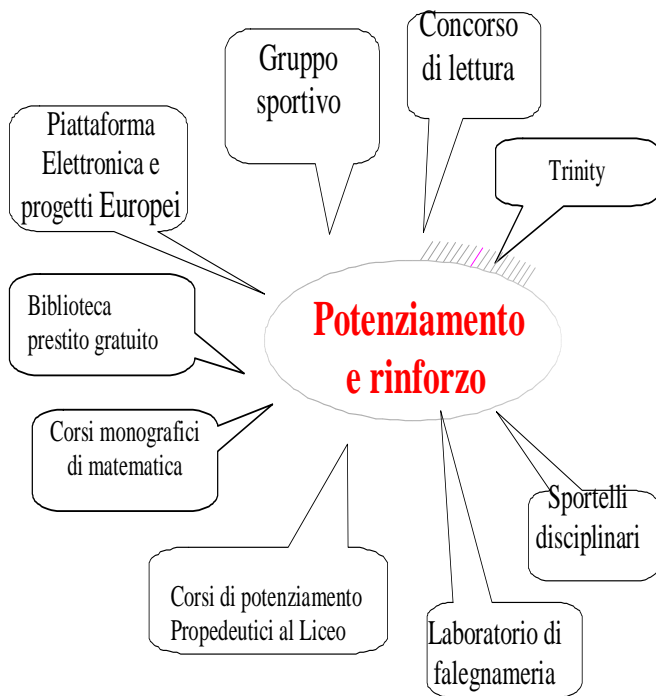 Concorso
di lettura
Gruppo
sportivo
Piattaforma
Elettronica e
progetti Europei
Trinity
Biblioteca
prestito gratuito
Potenziamento
e rinforzo
Corsi monografici
di matematica
Sportelli
disciplinari
Corsi di potenziamento
Propedeutici al Liceo
Laboratorio di
falegnameria